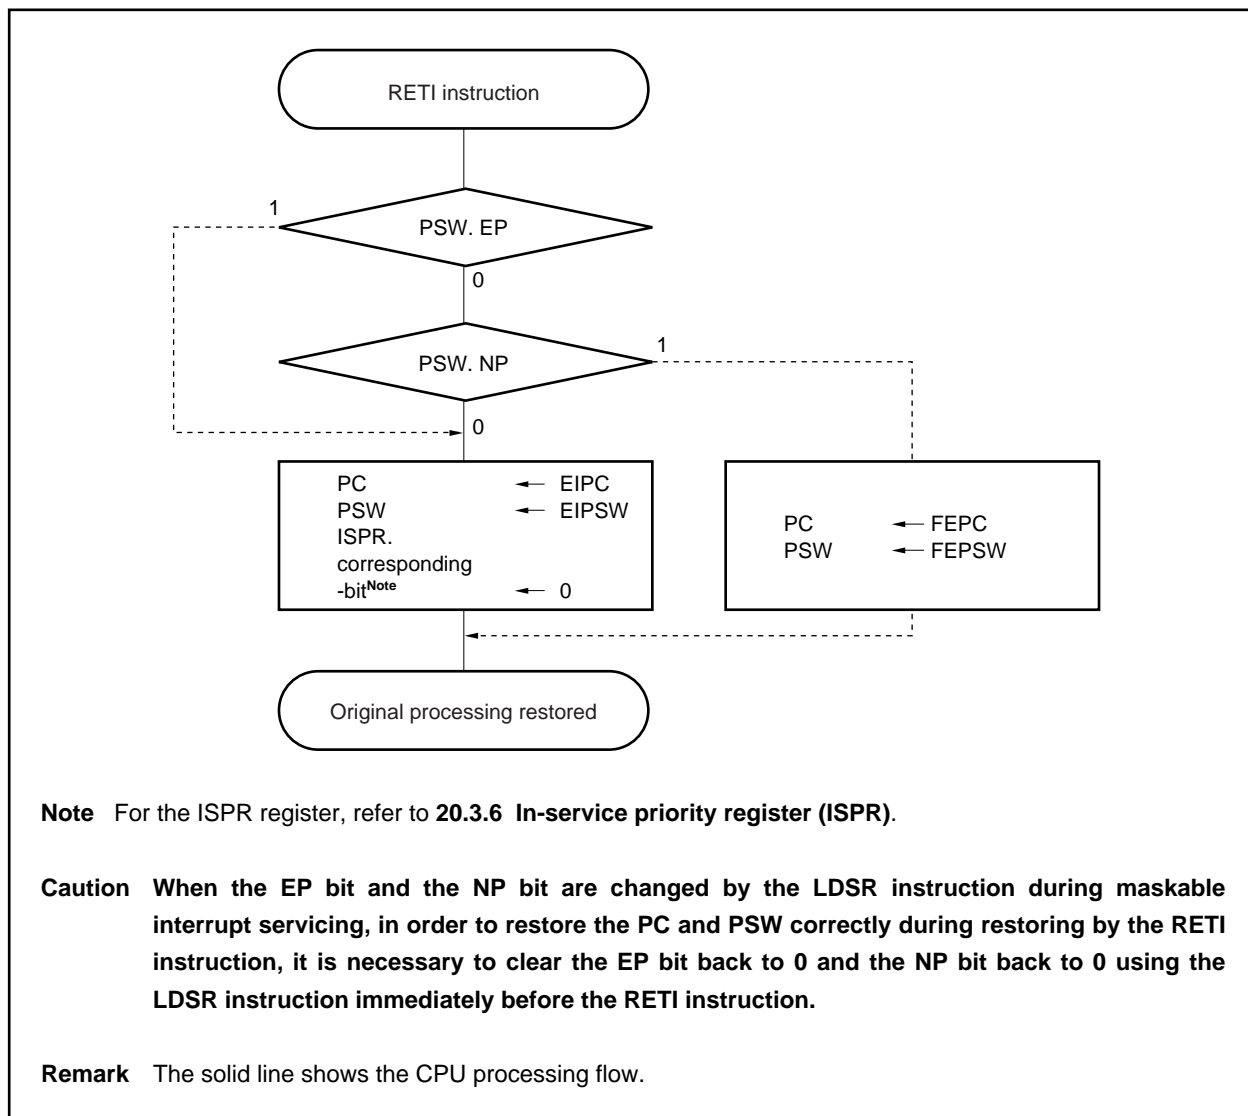 RETI instruction
1
PSW. EP
0
PSW. NP
1
0
PC ← EIPC
PSW ← EIPSW
ISPR.
corresponding
-bitNote ← 0
PC ← FEPC
PSW ← FEPSW
Original processing restored
Note For the ISPR register, refer to 20.3.6 In-service priority register (ISPR).
Caution When the EP bit and the NP bit are changed by the LDSR instruction during maskable
interrupt servicing, in order to restore the PC and PSW correctly during restoring by the RETI
instruction, it is necessary to clear the EP bit back to 0 and the NP bit back to 0 using the
LDSR instruction immediately before the RETI instruction.
Remark The solid line shows the CPU processing flow.